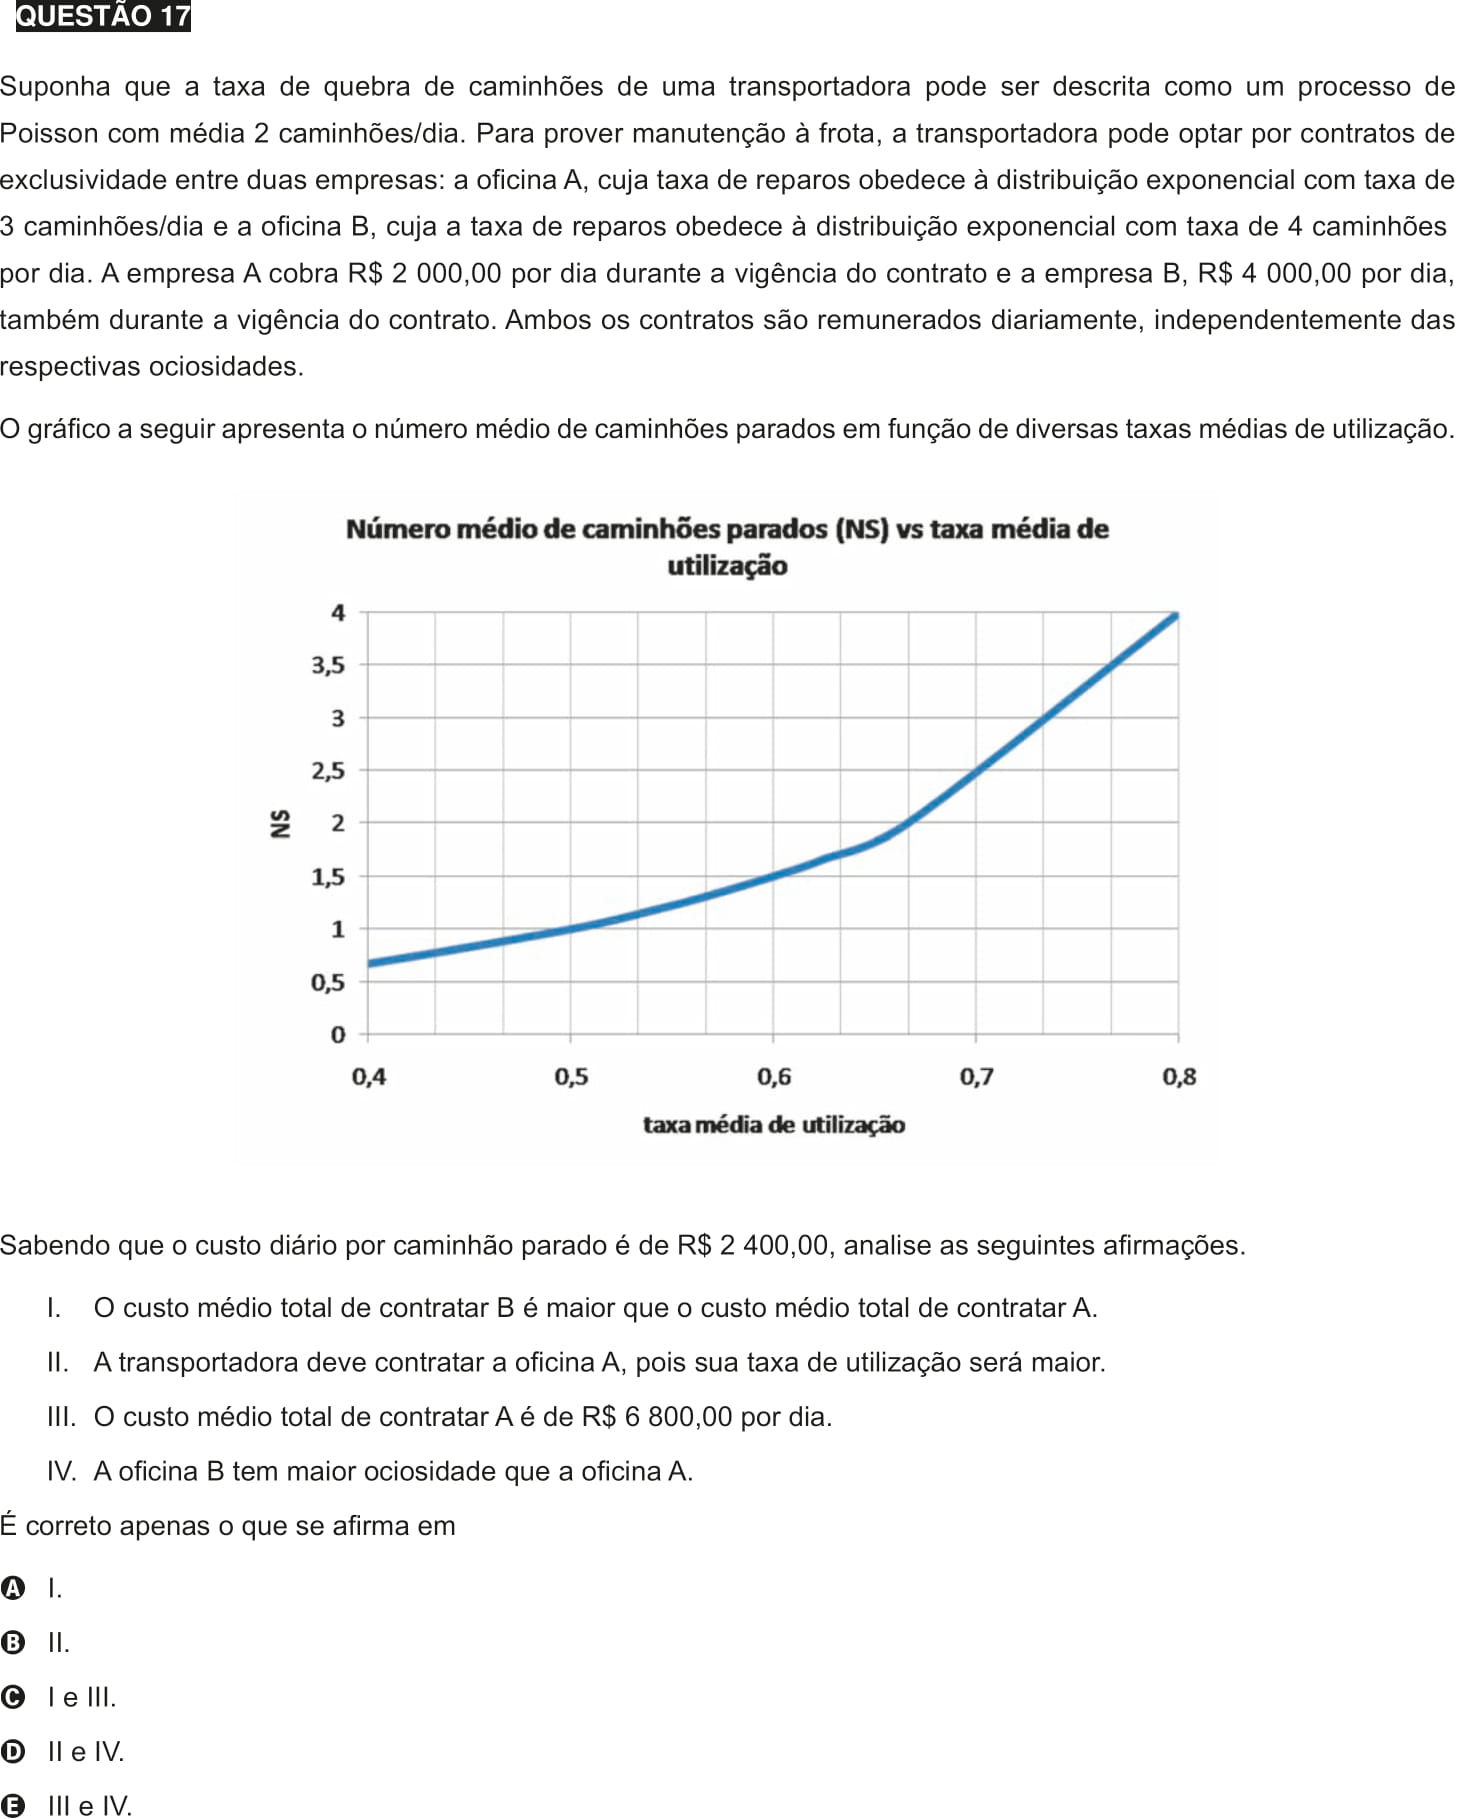 QUESTÃO 17
Suponha que a taxa de quebra de caminhões de uma transportadora pode ser descrita como um processo de
Poisson com média 2 caminhões/dia. Para prover manutenção à frota, a transportadora pode optar por contratos de
exclusividade entre duas empresas: a oficina A, cuja taxa de reparos obedece à distribuição exponencial com taxa de
3 caminhões/dia e a oficina B, cuja a taxa de reparos obedece à distribuição exponencial com taxa de 4 caminhões
por dia. A empresa A cobra R$ 2 000,00 por dia durante a vigência do contrato e a empresa B, R$ 4 000,00 por dia,
também durante a vigência do contrato. Ambos os contratos são remunerados diariamente, independentemente das
respectivas ociosidades.
O gráfico a seguir apresenta o número médio de caminhões parados em função de diversas taxas médias de utilização.
Número médio de caminhões parados (NS) vs taxa média de
utilização
4
3,5
3
2,5
2
1,5
1
0,5
0
NS
0,4 0,5 0,6 0,7 0,8
taxa média de utilização
Sabendo que o custo diário por caminhão parado é de R$ 2 400,00, analise as seguintes afirmações.
I. O custo médio total de contratar B é maior que o custo médio total de contratar A.
II. A transportadora deve contratar a oficina A, pois sua taxa de utilização será maior.
III. O custo médio total de contratar A é de R$ 6 800,00 por dia.
IV. A oficina B tem maior ociosidade que a oficina A.
É correto apenas o que se afirma em
A I.
B II.
C I e III.
D II e IV.
E III e IV.